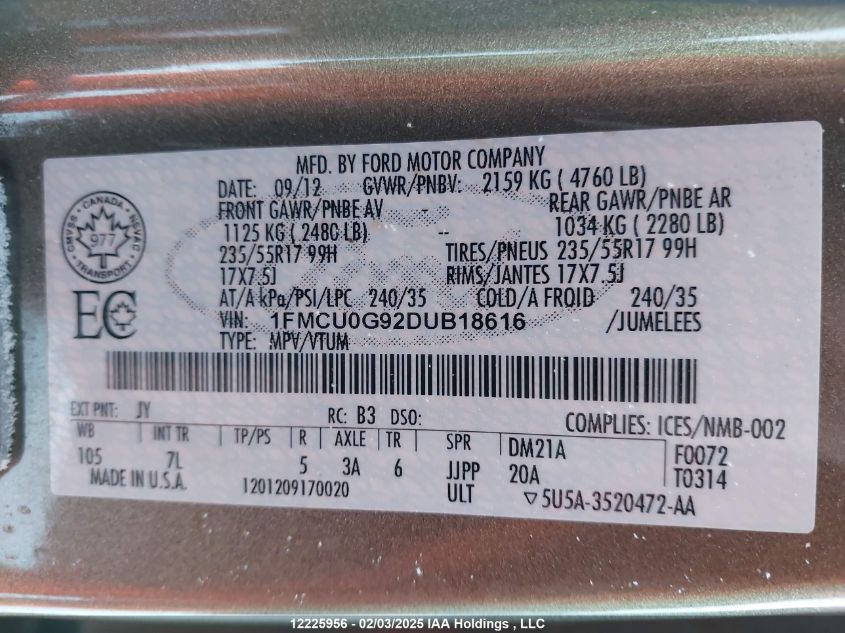 MFD. BY FORD MOTOR COMPANY
DATE: 09/12 GVWR/PNBV: 2159 KG ( 4760 LB)
FRONT GAWR/PNBE AV - REAR GAWR/PNBE AR
1125 KG ( 2480 LB) -- 1034 KG ( 2280 LB)
235/55R17 99H TIRES/PNEUS 235/55R17 99H
17X7.5J RIMS/JANTES 17X7.5J
AT/A kPa/PSI/LPC 240/35 COLD/A FROID 240/35
VIN: 1FMCU0G92DUB18616 /JUMELEES
TYPE: MPV/VTUM
CANADA
CMVSS NSVAC
977
TRANSPORT
EC
EXT PNT: JY RC: B3 DSO: COMPLIES: ICES/NMB-002
WB INT TR TP/PS R AXLE TR SPR DM21A F0072
105 7L 5 3A 6 JJPP 20A T0314
MADE IN U.S.A. 1201209170020 ULT ▽5U5A-3520472-AA
12225956 - 02/03/2025 IAA Holdings , LLC